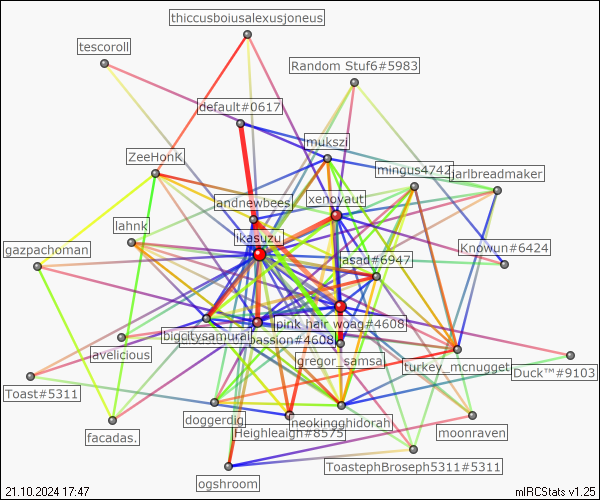 thiccusboiusalexusjoneus
tescoroll
Random Stuf6#5983
default#0617
mukszi
ZeeHonK
mingus4742
jarlbreadmaker
landnewbees
xenovaut
lahnk
ikasuzu
gazpachoman
Knowun#6424
rasad#6947
pink hair woag#4608
bigcitysamurai
passion#4608
avelicious
gregor_samsa
turkey_mcnugget
Duck™#9103
Toast#5311
doggerdig
neokingghidorah
moonraven
facadas.
Heighleaigh#8575
ToastephBroseph5311#5311
ogshroom
21.10.2024 17:47
mIRCStats v1.25